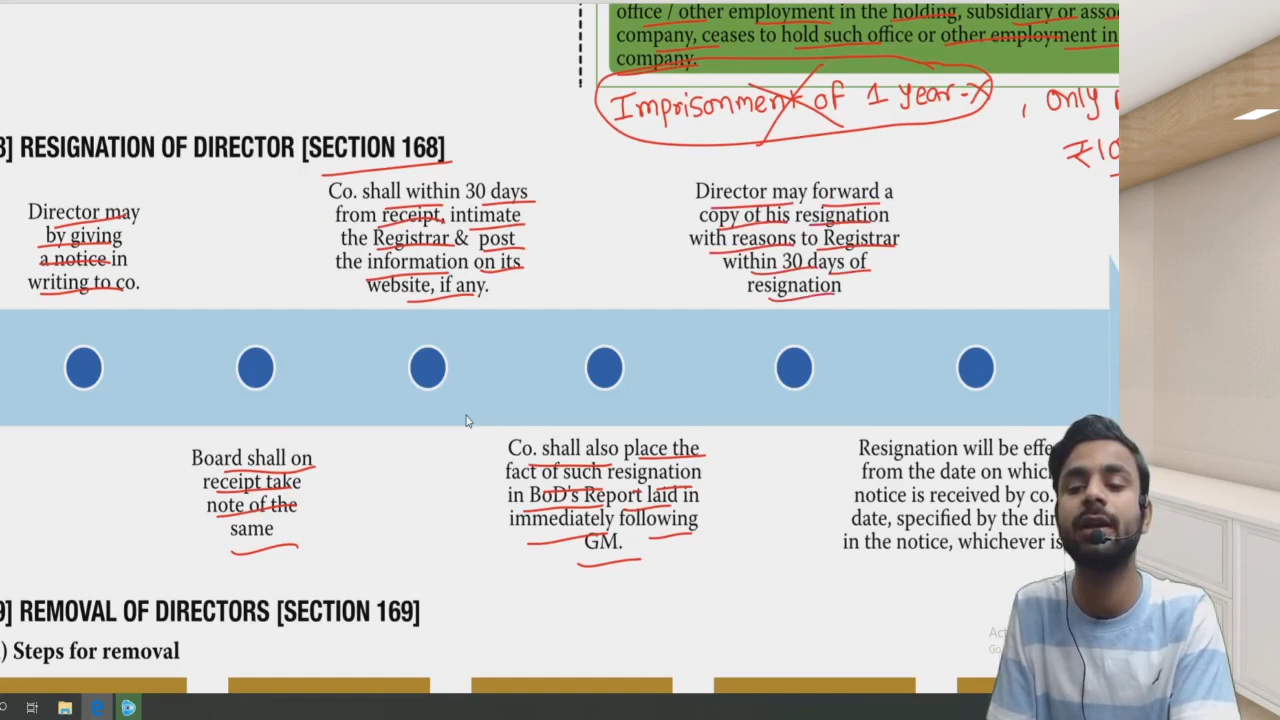 office / other employment in the holding, subsidiary or asso
company, ceases to hold such office or other employment in
company.
Imprisonment of 1 year-X , only
₹10
3] RESIGNATION OF DIRECTOR [SECTION 168]
Director may
by giving
a notice in
writing to co.
Co. shall within 30 days
from receipt, intimate
the Registrar & post
the information on its
website, if any.
Director may forward a
copy of his resignation
with reasons to Registrar
within 30 days of
resignation
Board shall on
receipt take
note of the
same
Co. shall also place the
fact of such resignation
in BoD's Report laid in
immediately following
GM.
Resignation will be effe
from the date on which
notice is received by co.
date, specified by the dir
in the notice, whichever is
9] REMOVAL OF DIRECTORS [SECTION 169]
) Steps for removal